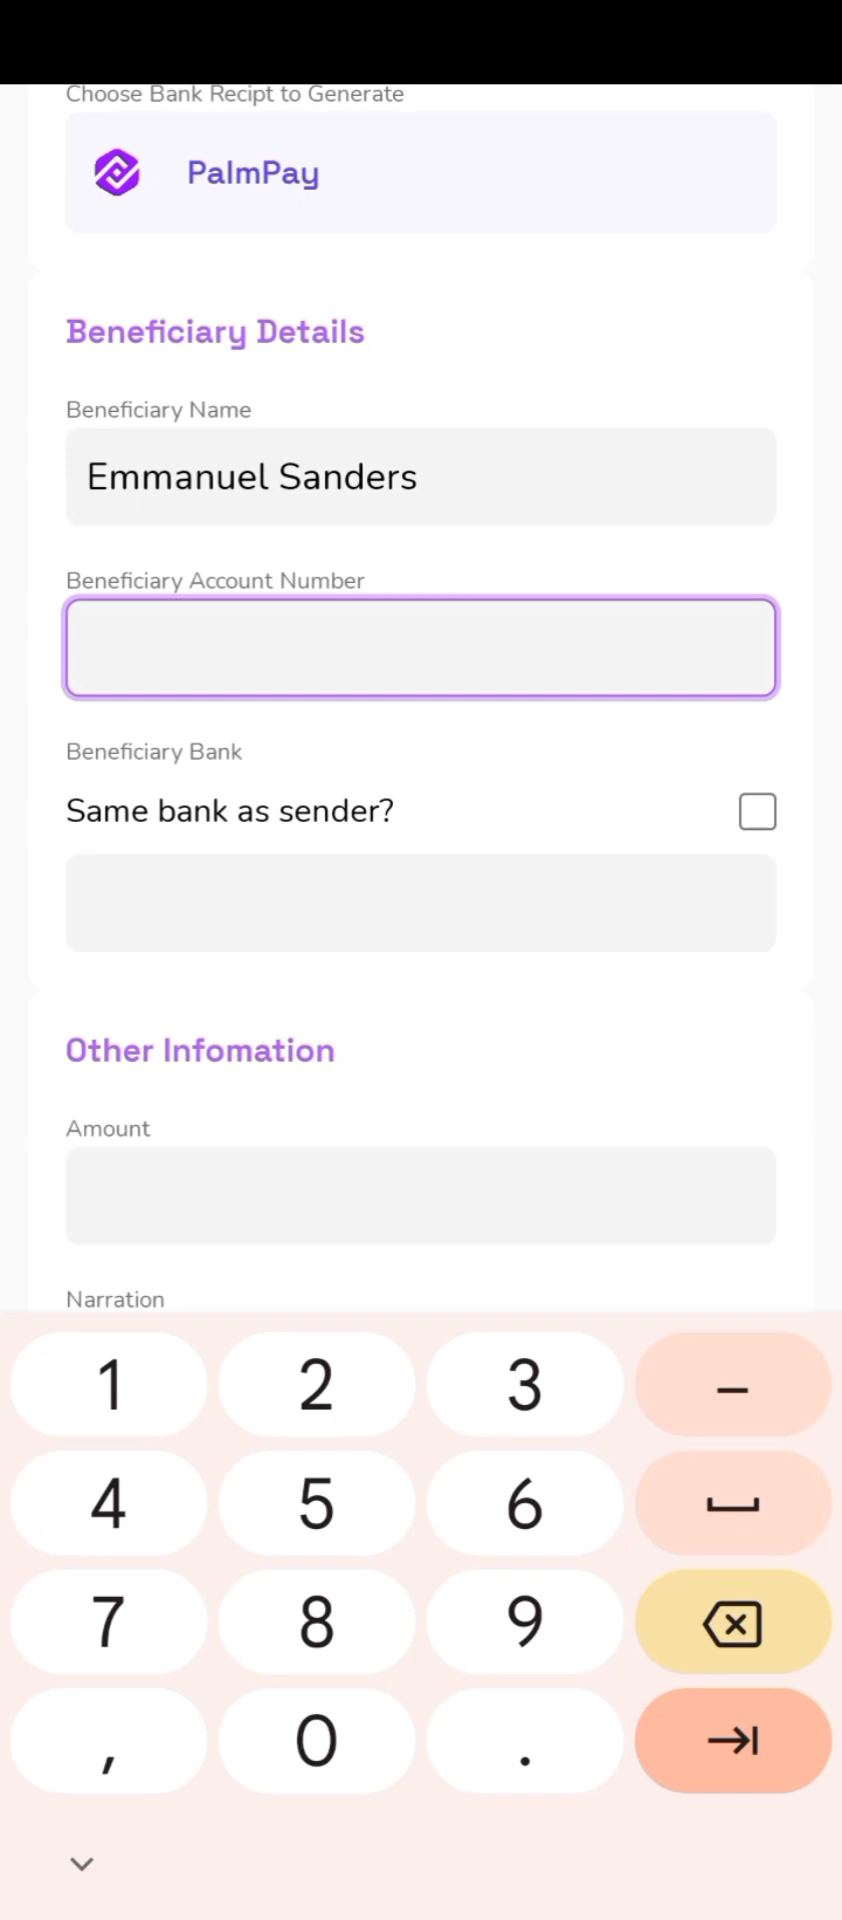 Choose Bank Recipt to Generate
PalmPay
Beneficiary Details
Beneficiary Name
Emmanuel Sanders
Beneficiary Account Number
Beneficiary Bank
Same bank as sender?
Other Infomation
Amount
Narration
1 2 3 –
4 5 6
7 8 9
, 0 .